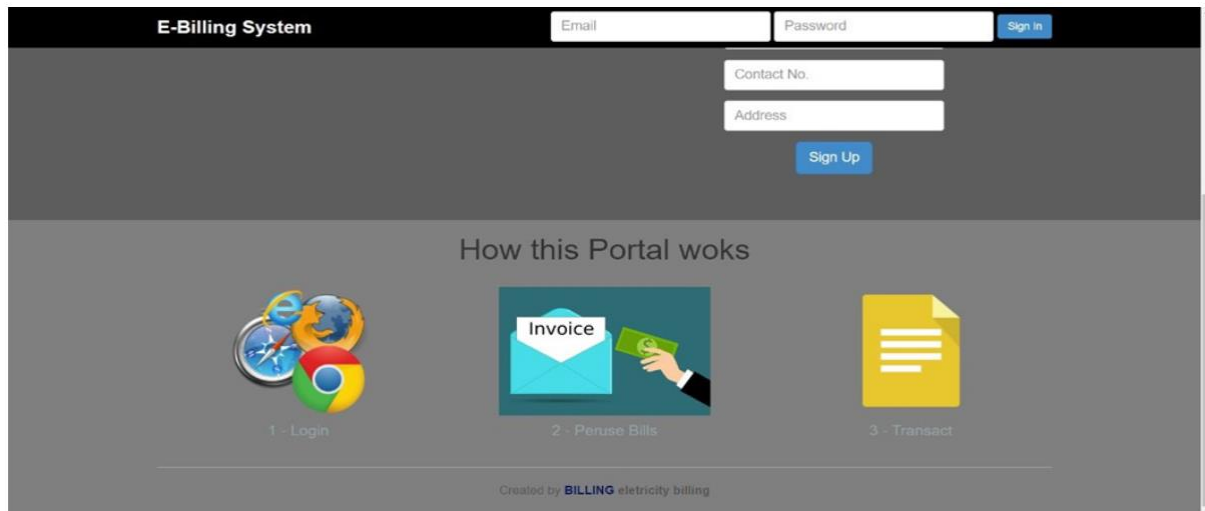 E-Billing System
Email
Password
Sign In
Contact No.
Address
Sign Up
How this Portal woks
Invoice
1 - Login
2 - Peruse Bills
3 - Transact
Created by BILLING eletricity billing